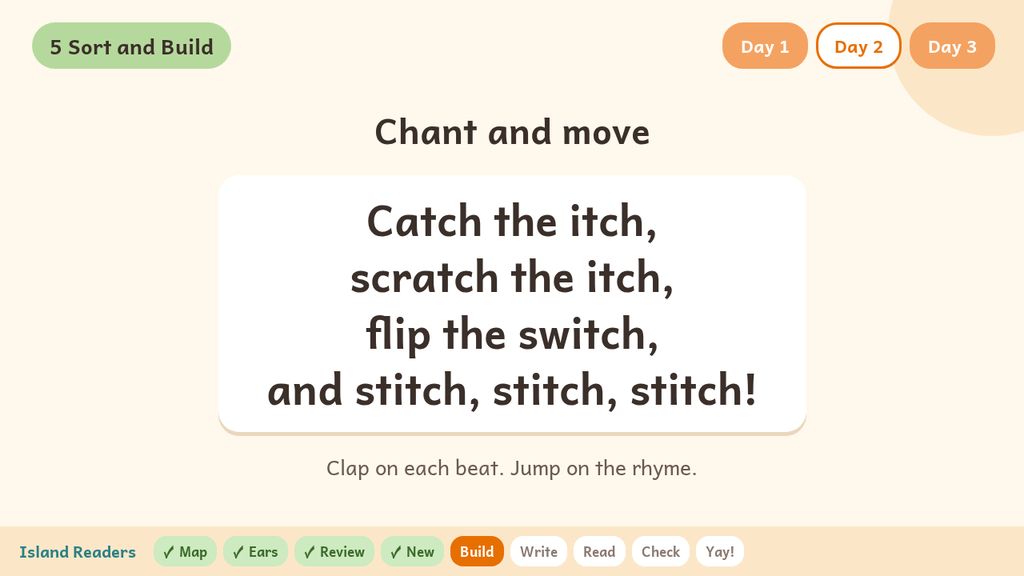 5 Sort and Build
Day 1
Day 2
Day 3
Chant and move
Catch the itch,
scratch the itch,
flip the switch,
and stitch, stitch, stitch!
Clap on each beat. Jump on the rhyme.
Island Readers
✓ Map
✓ Ears
✓ Review
✓ New
Build
Write
Read
Check
Yay!